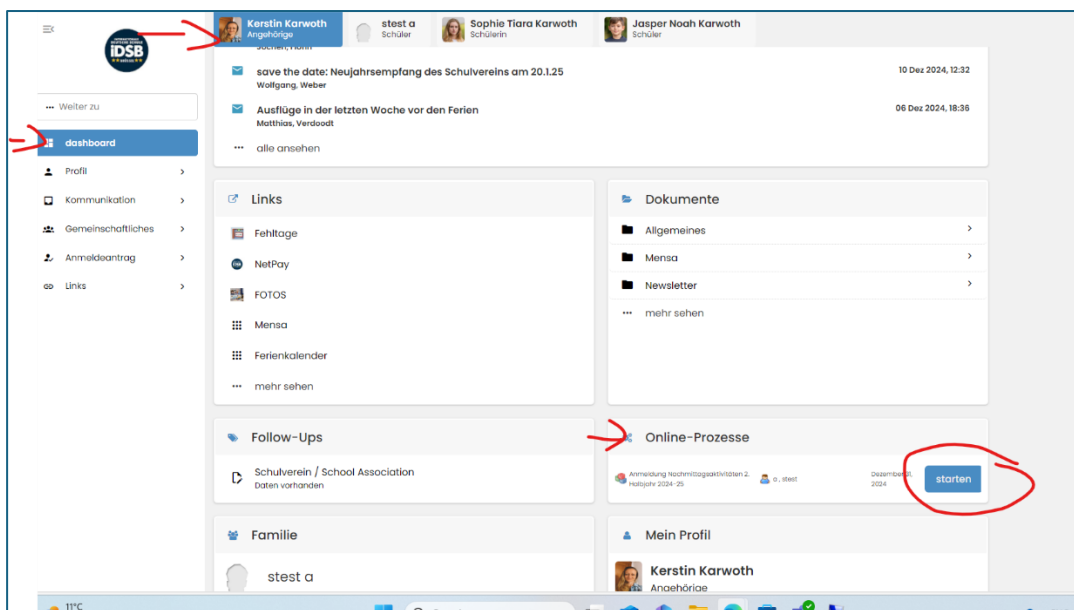 Kerstin Karwoth
Angehörige
stest a
Schüler
Sophie Tiara Karwoth
Schülerin
Jasper Noah Karwoth
Schüler
iDSB
Weiter zu
dashboard
Profil
Kommunikation
Gemeinschaftliches
Anmeldeantrag
Links
save the date: Neujahrsempfang des Schulvereins am 20.1.25
10 Dez 2024, 12:32
Wolfgang, Weber
Ausflüge in der letzten Woche vor den Ferien
06 Dez 2024, 18:36
Matthias, Verdoodt
alle ansehen
Links
Fehltage
NetPay
FOTOS
Mensa
Ferienkalender
mehr sehen
Dokumente
Allgemeines
Mensa
Newsletter
mehr sehen
Follow-Ups
Schulverein / School Association
Daten vorhanden
Online-Prozesse
Anmeldung Nachmittagsaktivitäten 2.
Halbjahr 2024-25
a , stest
2024
starten
Familie
stest a
Mein Profil
Kerstin Karwoth
Angehörige
11°C